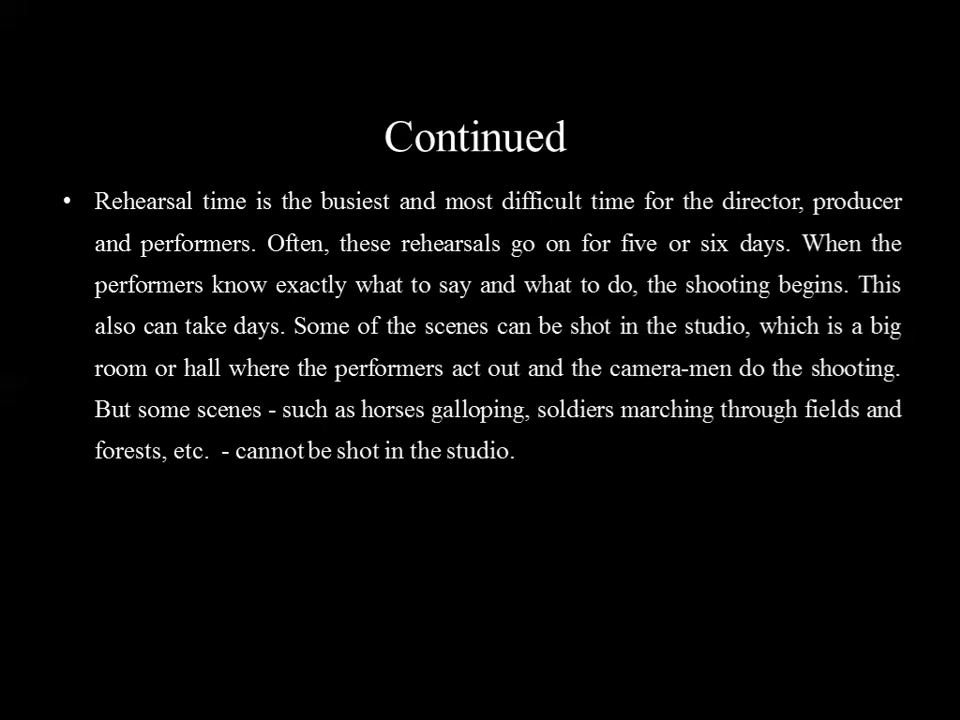 Continued
• Rehearsal time is the busiest and most difficult time for the director, producer
and performers. Often, these rehearsals go on for five or six days. When the
performers know exactly what to say and what to do, the shooting begins. This
also can take days. Some of the scenes can be shot in the studio, which is a big
room or hall where the performers act out and the camera-men do the shooting.
But some scenes - such as horses galloping, soldiers marching through fields and
forests, etc.  - cannot be shot in the studio.